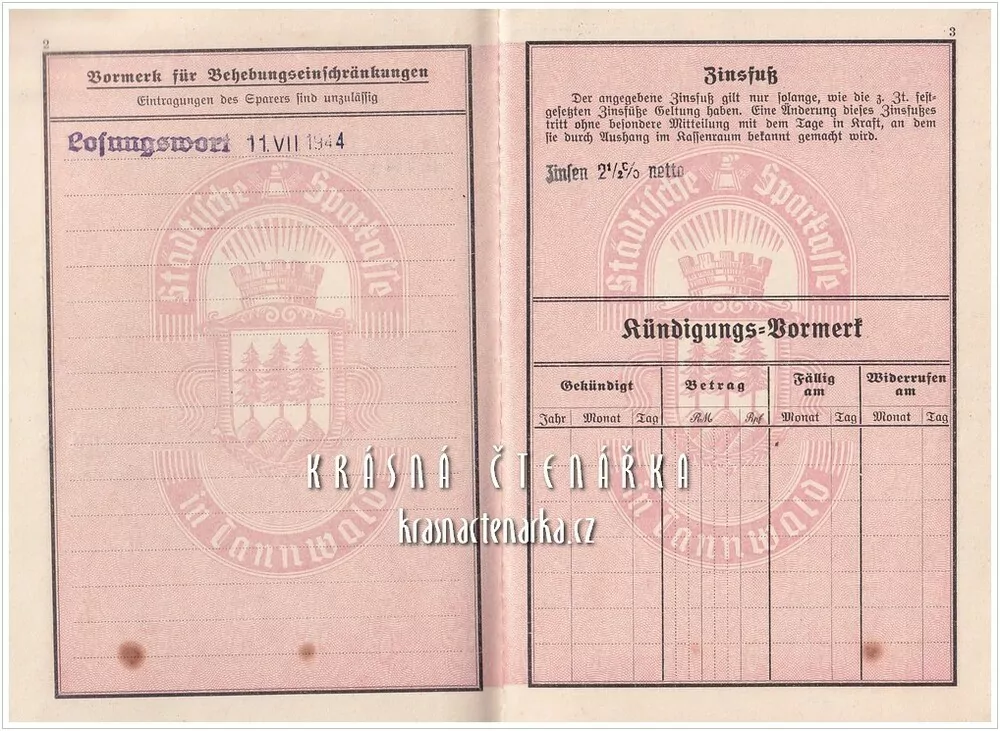 2
Vormerk für Behebungseinschränkungen
Eintragungen des Sparers sind unzulässig
Losungswort 11.VII 1944
Städtische Sparkasse
in Tannwald
3
Zinsfuß
Der angegebene Zinsfuß gilt nur solange, wie die z. Zt. fest-
gesetzten Zinsfüße Geltung haben. Eine Änderung dieses Zinsfußes
tritt ohne besondere Mitteilung mit dem Tage in Kraft, an dem
sie durch Aushang im Kassenraum bekannt gemacht wird.
Zinsen 2½% netto
Städtische Sparkasse
Kündigungs-Vormerk
Gekündigt Betrag Fällig am Widerrufen am
Jahr Monat Tag RM Rpf Monat Tag Monat Tag
in Tannwald
KRÁSNÁ ČTENÁŘKA
krasnactenarka.cz